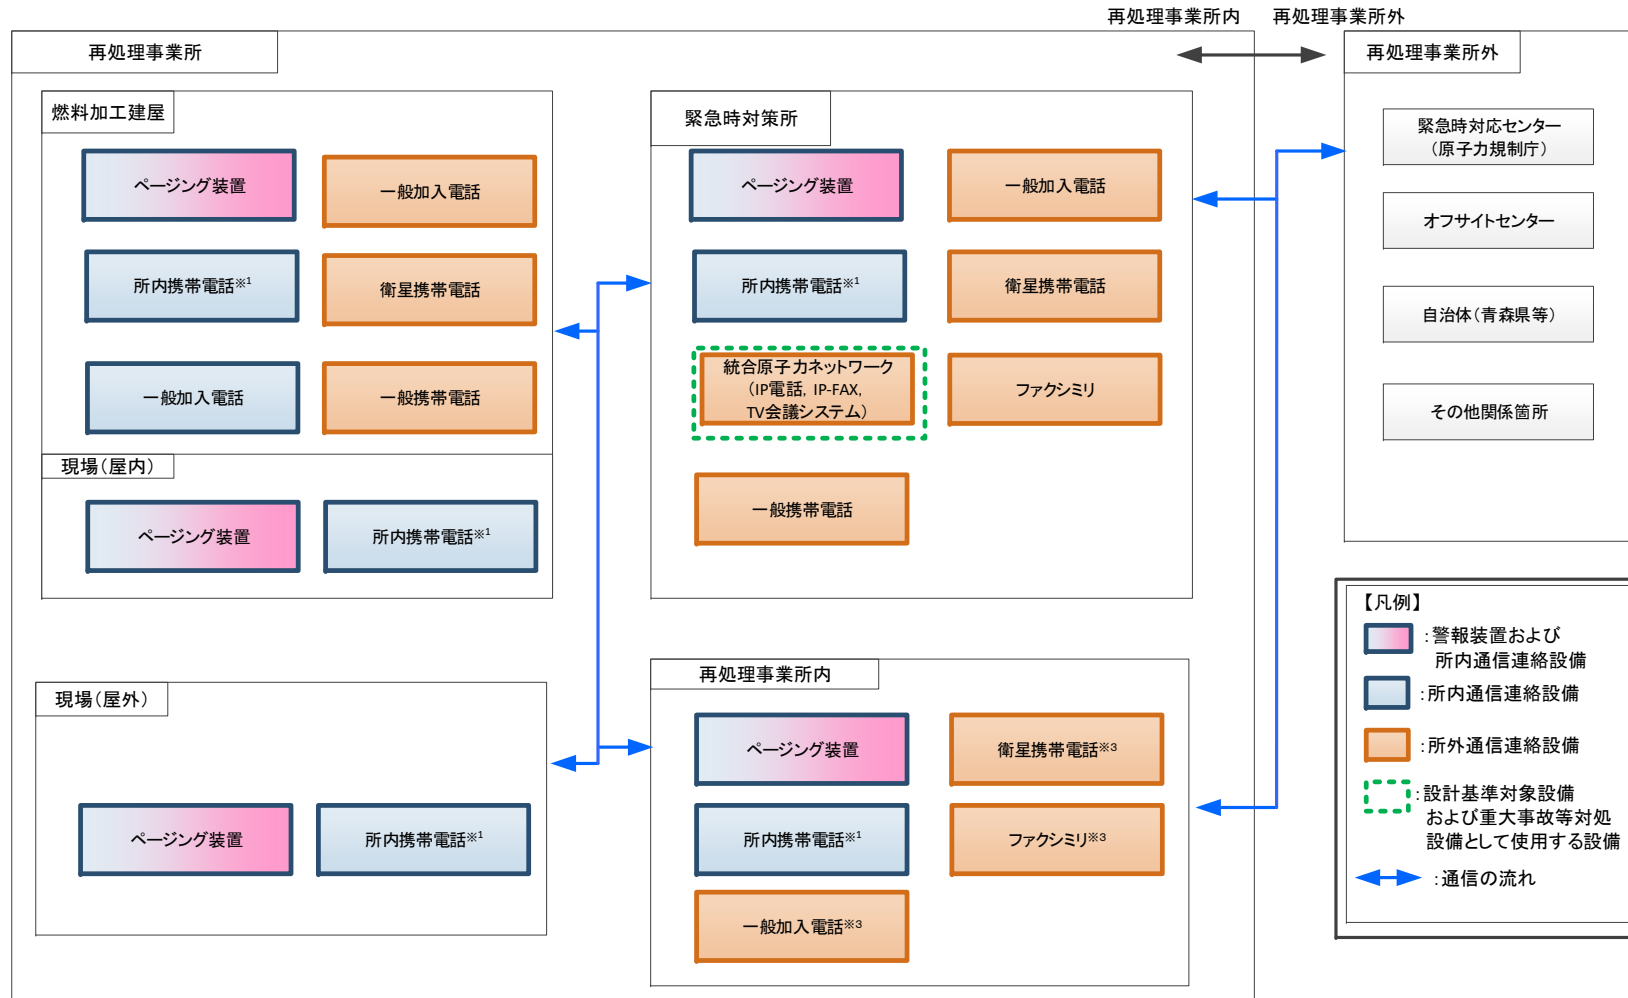 再処理事業所内
再処理事業所外
再処理事業所
燃料加工建屋
ページング装置
一般加入電話
所内携帯電話※1
衛星携帯電話
一般加入電話
一般携帯電話
現場(屋内)
ページング装置
所内携帯電話※1
現場(屋外)
ページング装置
所内携帯電話※1
緊急時対策所
ページング装置
一般加入電話
所内携帯電話※1
衛星携帯電話
統合原子力ネットワーク
(IP電話, IP-FAX,
TV会議システム)
ファクシミリ
一般携帯電話
再処理事業所内
ページング装置
衛星携帯電話※3
所内携帯電話※1
ファクシミリ※3
一般加入電話※3
再処理事業所外
緊急時対応センター
(原子力規制庁)
オフサイトセンター
自治体(青森県等)
その他関係箇所
【凡例】
:警報装置および
所内通信連絡設備
:所内通信連絡設備
:所外通信連絡設備
:設計基準対象設備
および重大事故等対処
設備として使用する設備
:通信の流れ